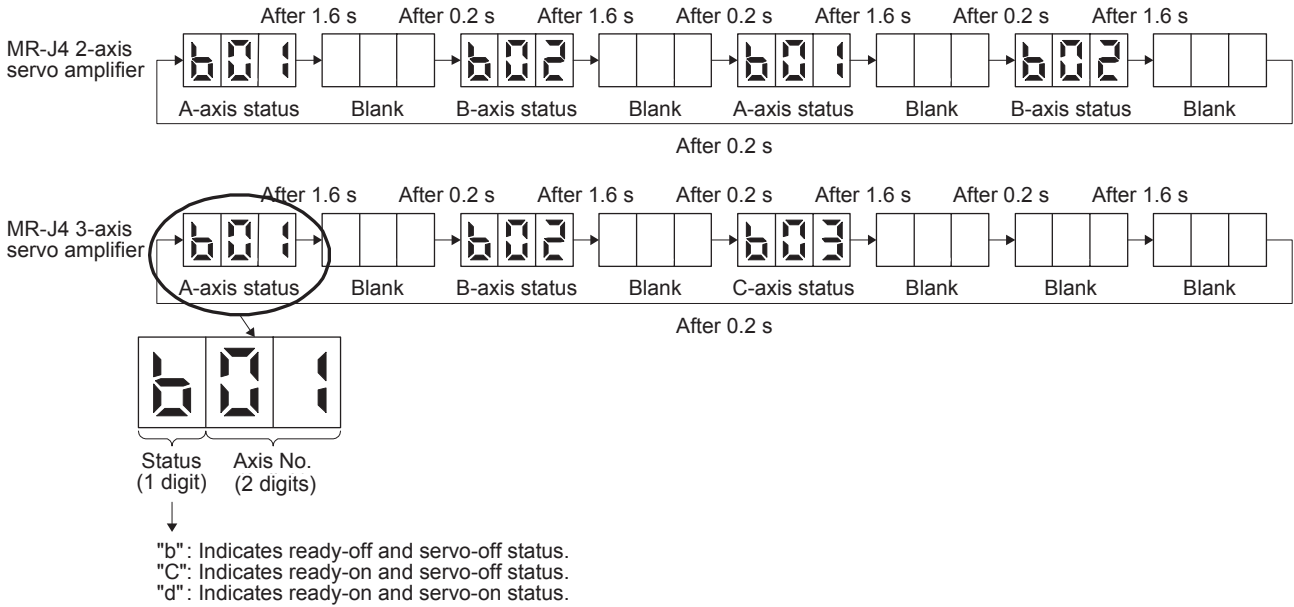 After 1.6 s After 0.2 s After 1.6 s After 0.2 s After 1.6 s After 0.2 s After 1.6 s
MR-J4 2-axis
servo amplifier
b01 b02 b01 b02
A-axis status Blank B-axis status Blank A-axis status Blank B-axis status Blank
After 0.2 s
After 1.6 s After 0.2 s After 1.6 s After 0.2 s After 1.6 s After 0.2 s After 1.6 s
MR-J4 3-axis
servo amplifier
b01 b02 b03
A-axis status Blank B-axis status Blank C-axis status Blank Blank Blank
After 0.2 s
b01
Status Axis No.
(1 digit) (2 digits)
"b": Indicates ready-off and servo-off status.
"C": Indicates ready-on and servo-off status.
"d": Indicates ready-on and servo-on status.